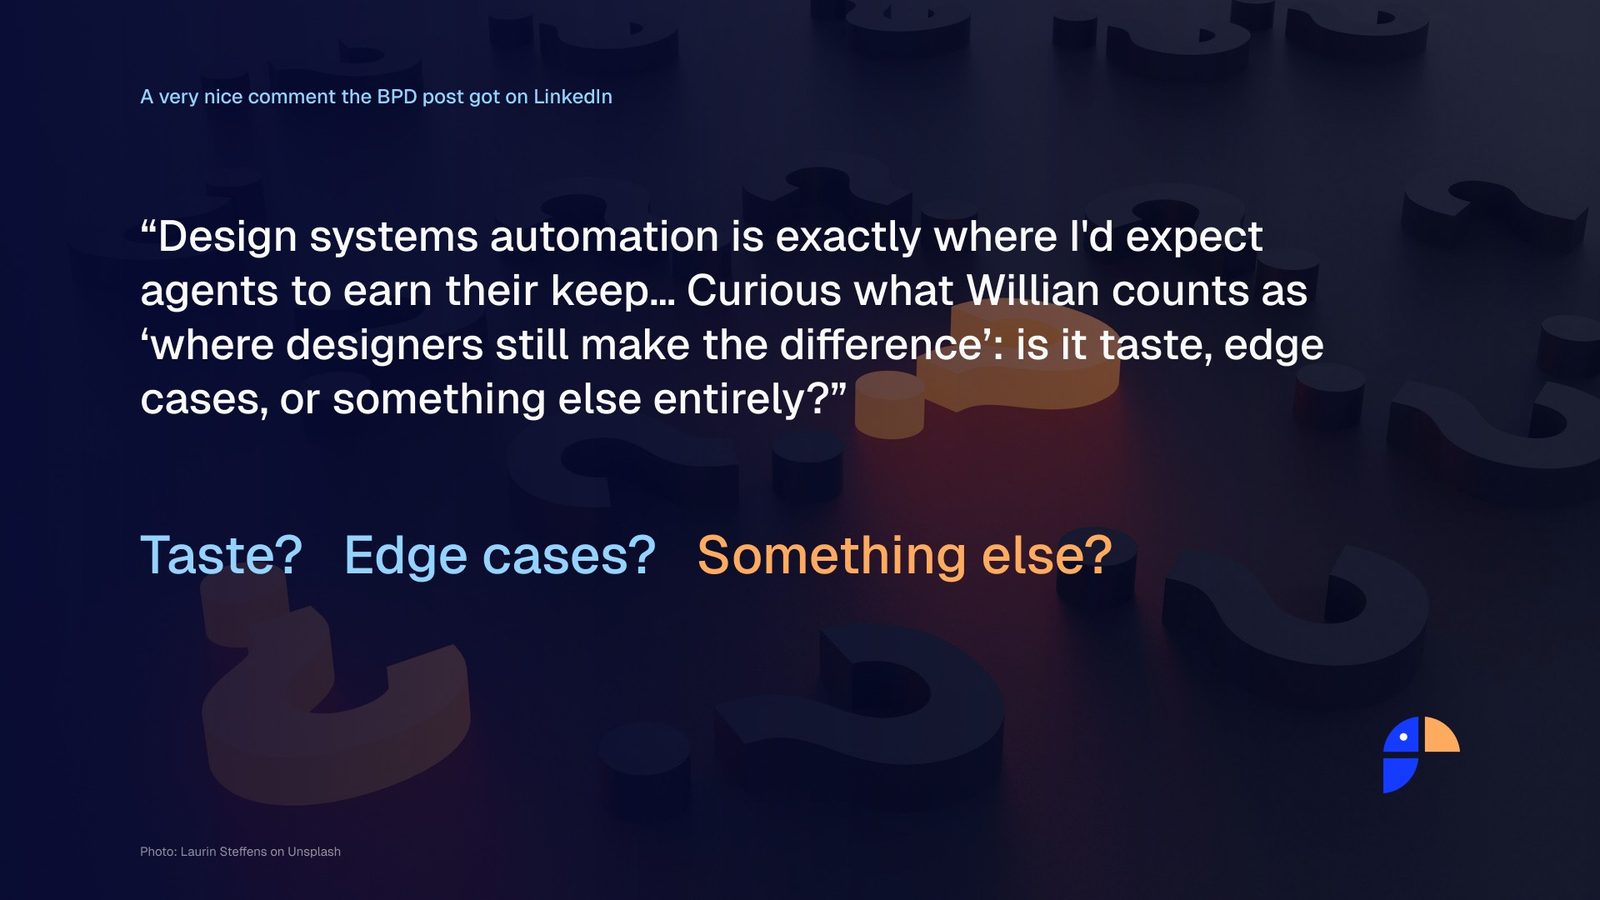 A very nice comment the BPD post got on LinkedIn
“Design systems automation is exactly where I'd expect
agents to earn their keep... Curious what Willian counts as
‘where designers still make the difference’: is it taste, edge
cases, or something else entirely?”
Taste? Edge cases? Something else?
Photo: Laurin Steffens on Unsplash